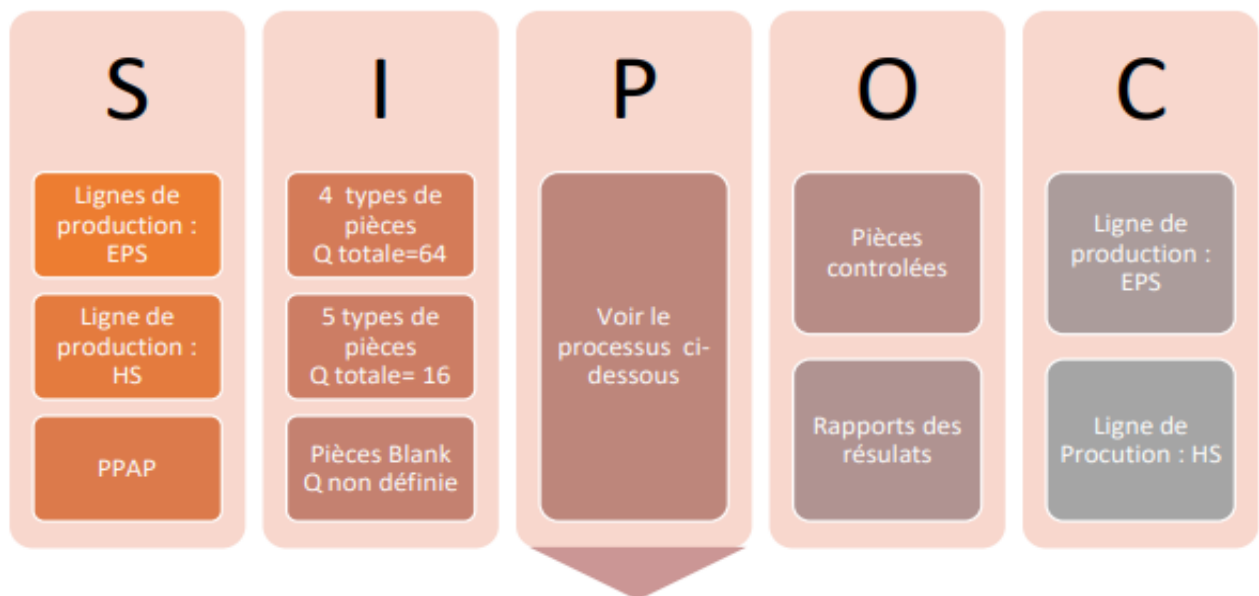 S
Lignes de
production :
EPS
Ligne de
production :
HS
PPAP
I
4 types de
pièces
Q totale=64
5 types de
pièces
Q totale= 16
Pièces Blank
Q non définie
P
Voir le
processus ci-
dessous
O
Pièces
controlées
Rapports des
résulats
C
Ligne de
production :
EPS
Ligne de
Procution : HS